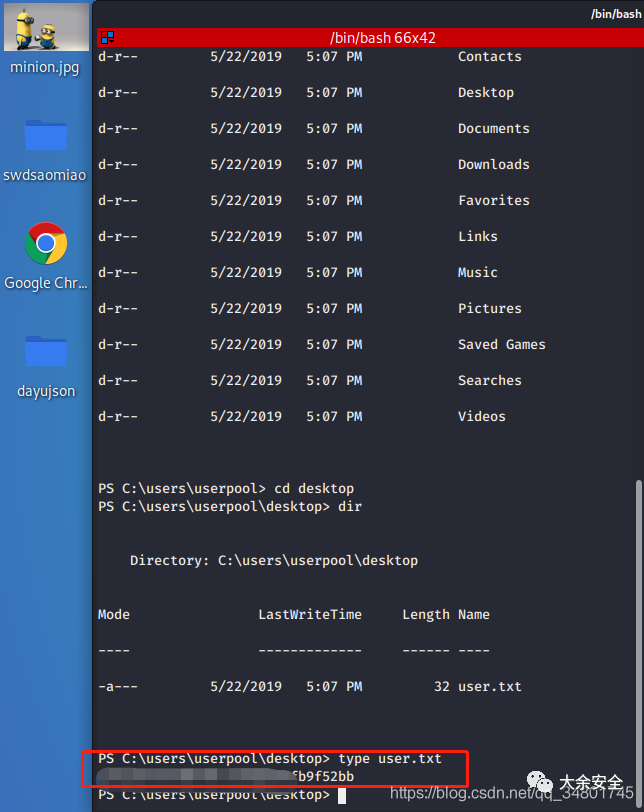 minion.jpg
swdsaomiao
Google Chr...
dayujson
/bin/bash
/bin/bash 66x42
d-r-- 5/22/2019 5:07 PM Contacts
d-r-- 5/22/2019 5:07 PM Desktop
d-r-- 5/22/2019 5:07 PM Documents
d-r-- 5/22/2019 5:07 PM Downloads
d-r-- 5/22/2019 5:07 PM Favorites
d-r-- 5/22/2019 5:07 PM Links
d-r-- 5/22/2019 5:07 PM Music
d-r-- 5/22/2019 5:07 PM Pictures
d-r-- 5/22/2019 5:07 PM Saved Games
d-r-- 5/22/2019 5:07 PM Searches
d-r-- 5/22/2019 5:07 PM Videos
PS C:\users\userpool> cd desktop
PS C:\users\userpool\desktop> dir
Directory: C:\users\userpool\desktop
Mode LastWriteTime Length Name
---- ------------- ------ ----
-a--- 5/22/2019 5:07 PM 32 user.txt
PS C:\users\userpool\desktop> type user.txt
fb9f52bb
PS C:\users\userpool\desktop>
大余安全
https://blog.csdn.net/qq_34801745